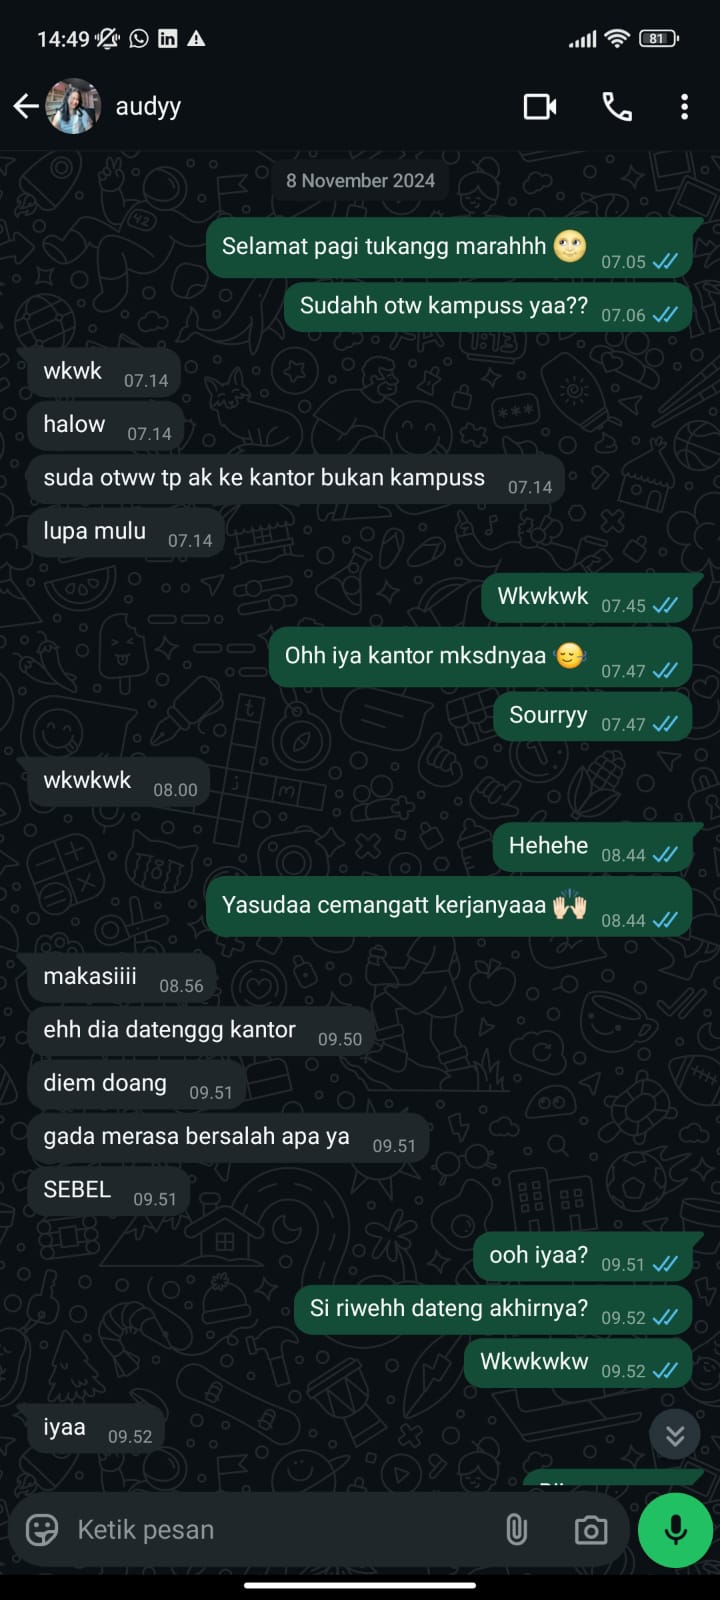 14:49
81
audyy
8 November 2024
Selamat pagi tukangg marahhh 🌝 07.05
Sudahh otw kampuss yaa?? 07.06
wkwk 07.14
halow 07.14
suda otww tp ak ke kantor bukan kampuss 07.14
lupa mulu 07.14
Wkwkwk 07.45
Ohh iya kantor mksdnyaa 07.47
Sourryy 07.47
wkwkwk 08.00
Hehehe 08.44
Yasudaa cemangatt kerjanyaaa 🙌🏻 08.44
makasiiii 08.56
ehh dia datenggg kantor 09.50
diem doang 09.51
gada merasa bersalah apa ya 09.51
SEBEL 09.51
ooh iyaa? 09.51
Si riwehh dateng akhirnya? 09.52
Wkwkwkw 09.52
iyaa 09.52
Ketik pesan